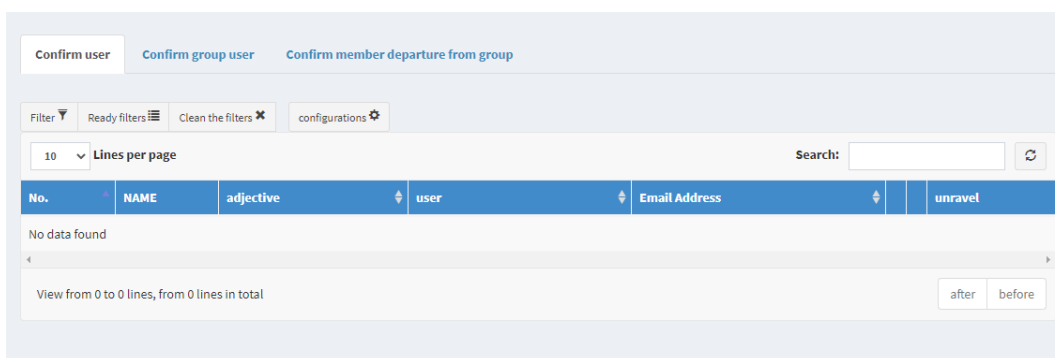 Confirm user Confirm group user Confirm member departure from group
Filter Ready filters Clean the filters configurations
10 Lines per page Search:
No. NAME adjective user Email Address unravel
No data found
View from 0 to 0 lines, from 0 lines in total after before